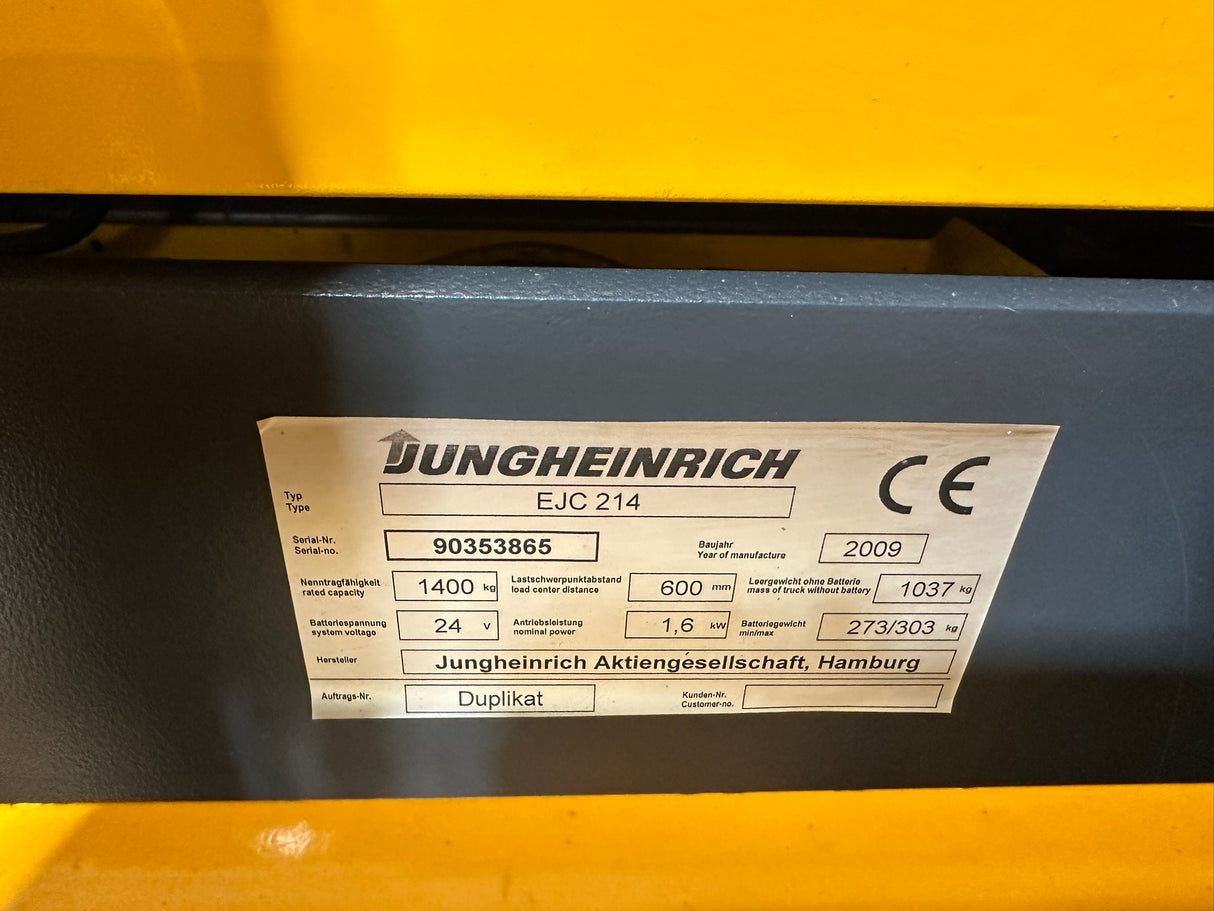 JUNGHEINRICH
CE
Typ
Type
EJC 214
Serial-Nr.
Serial-no.
90353865
Baujahr
Year of manufacture
2009
Nenntragfähigkeit
rated capacity
1400 kg
Lastschwerpunktabstand
load center distance
600 mm
Leergewicht ohne Batterie
mass of truck without battery
1037 kg
Batteriespannung
system voltage
24 V
Antriebsleistung
nominal power
1,6 kW
Batteriegewicht
min/max
273/303 kg
Hersteller
Jungheinrich Aktiengesellschaft, Hamburg
Auftrags-Nr.
Duplikat
Kunden-Nr.
Customer-no.